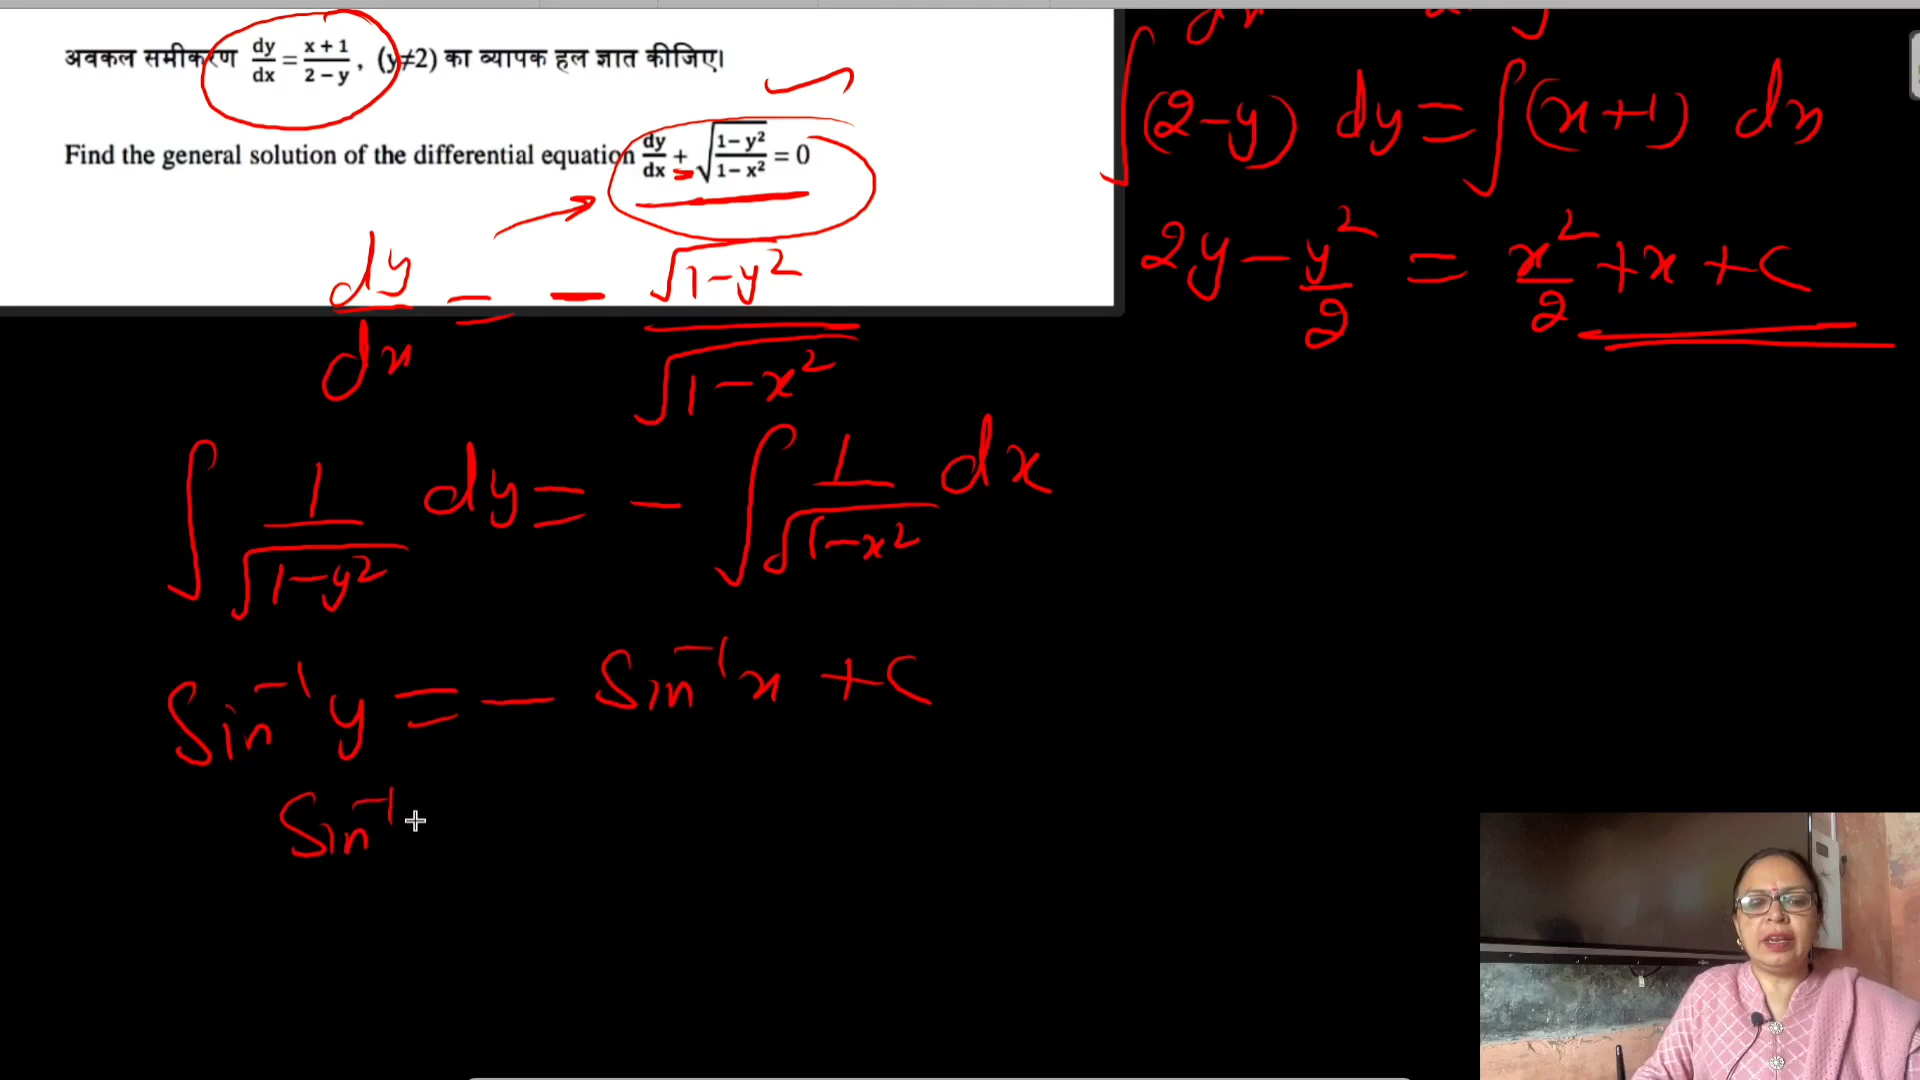 अवकल समीकरण dy/dx = x + 1/2 − y, (y≠2) का व्यापक हल ज्ञात कीजिए।
Find the general solution of the differential equation dy/dx + √(1 − y²/1 − x²) = 0
dy/dx = − √1−y²/√1−x²
∫ 1/√1−y² dy = − ∫ 1/√1−x² dx
Sin⁻¹ y = − Sin⁻¹ x + c
Sin⁻¹
∫(2−y) dy = ∫(x+1) dx
2y − y²/2 = x²/2 + x + c